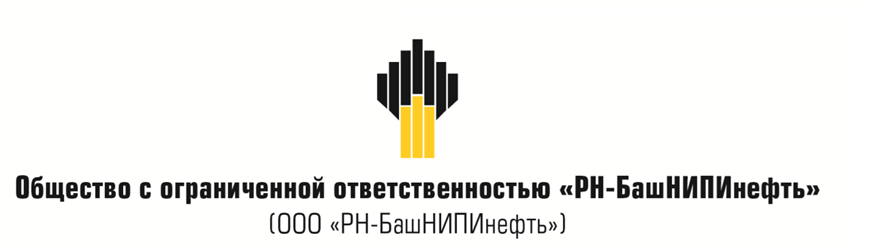 Общество с ограниченной ответственностью «РН-БашНИПИнефть»
(ООО «РН-БашНИПИнефть»)